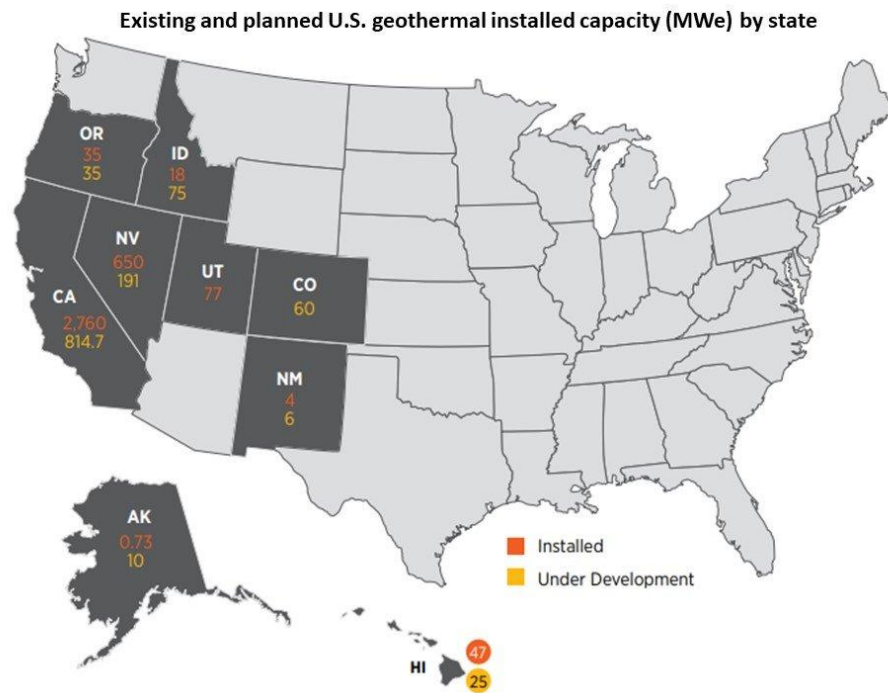 Existing and planned U.S. geothermal installed capacity (MWe) by state
OR
35
35
ID
18
75
NV
650
191
UT
77
CO
60
CA
2,760
814.7
NM
4
6
AK
0.73
10
Installed
Under Development
HI
47
25